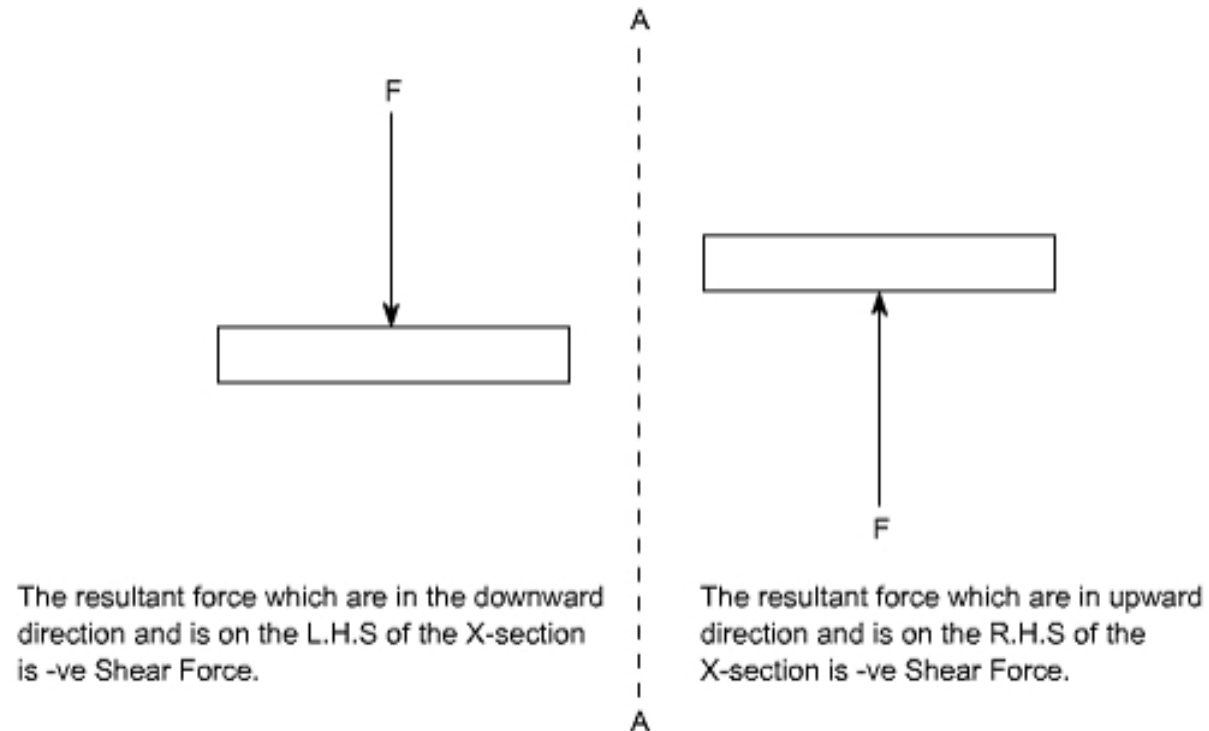 A
F
F
The resultant force which are in the downward
direction and is on the L.H.S of the X-section
is -ve Shear Force.
The resultant force which are in upward
direction and is on the R.H.S of the
X-section is -ve Shear Force.
A